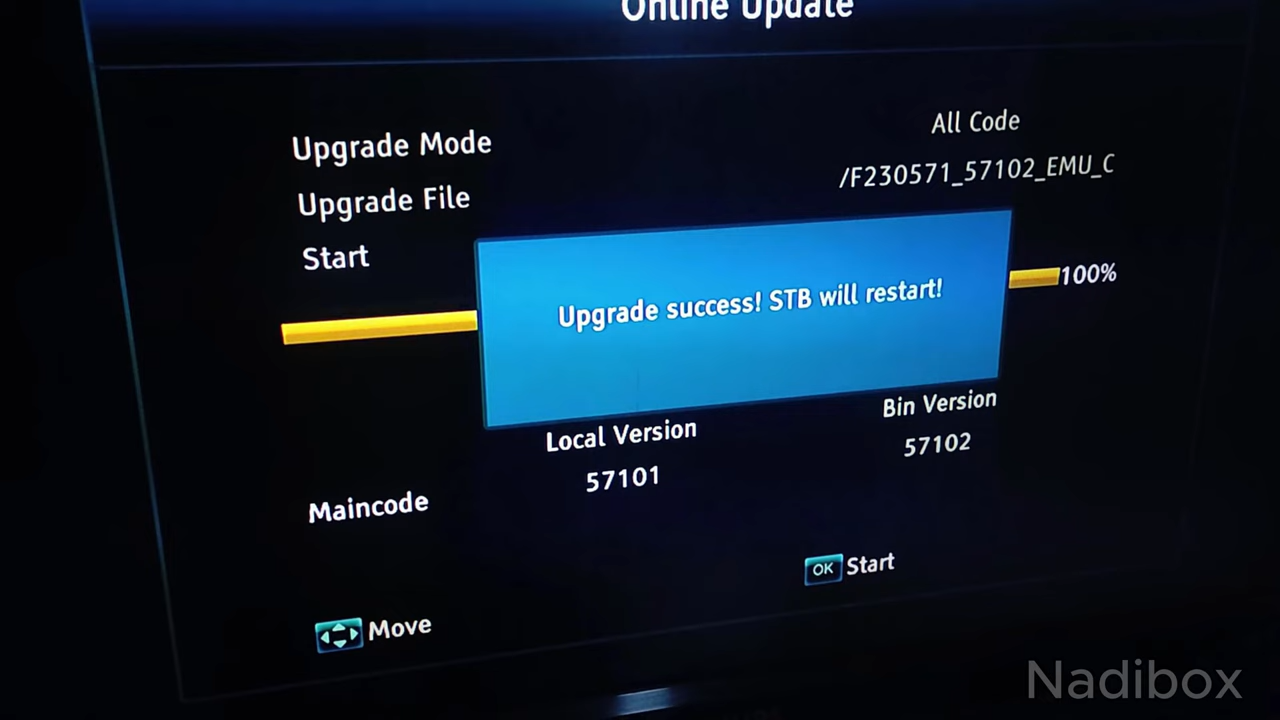 Online Update
Upgrade Mode All Code
Upgrade File /F230571_57102_EMU_C
Start
100%
Upgrade success! STB will restart!
Local Version Bin Version
Maincode 57101 57102
OK Start
Move
Nadibox